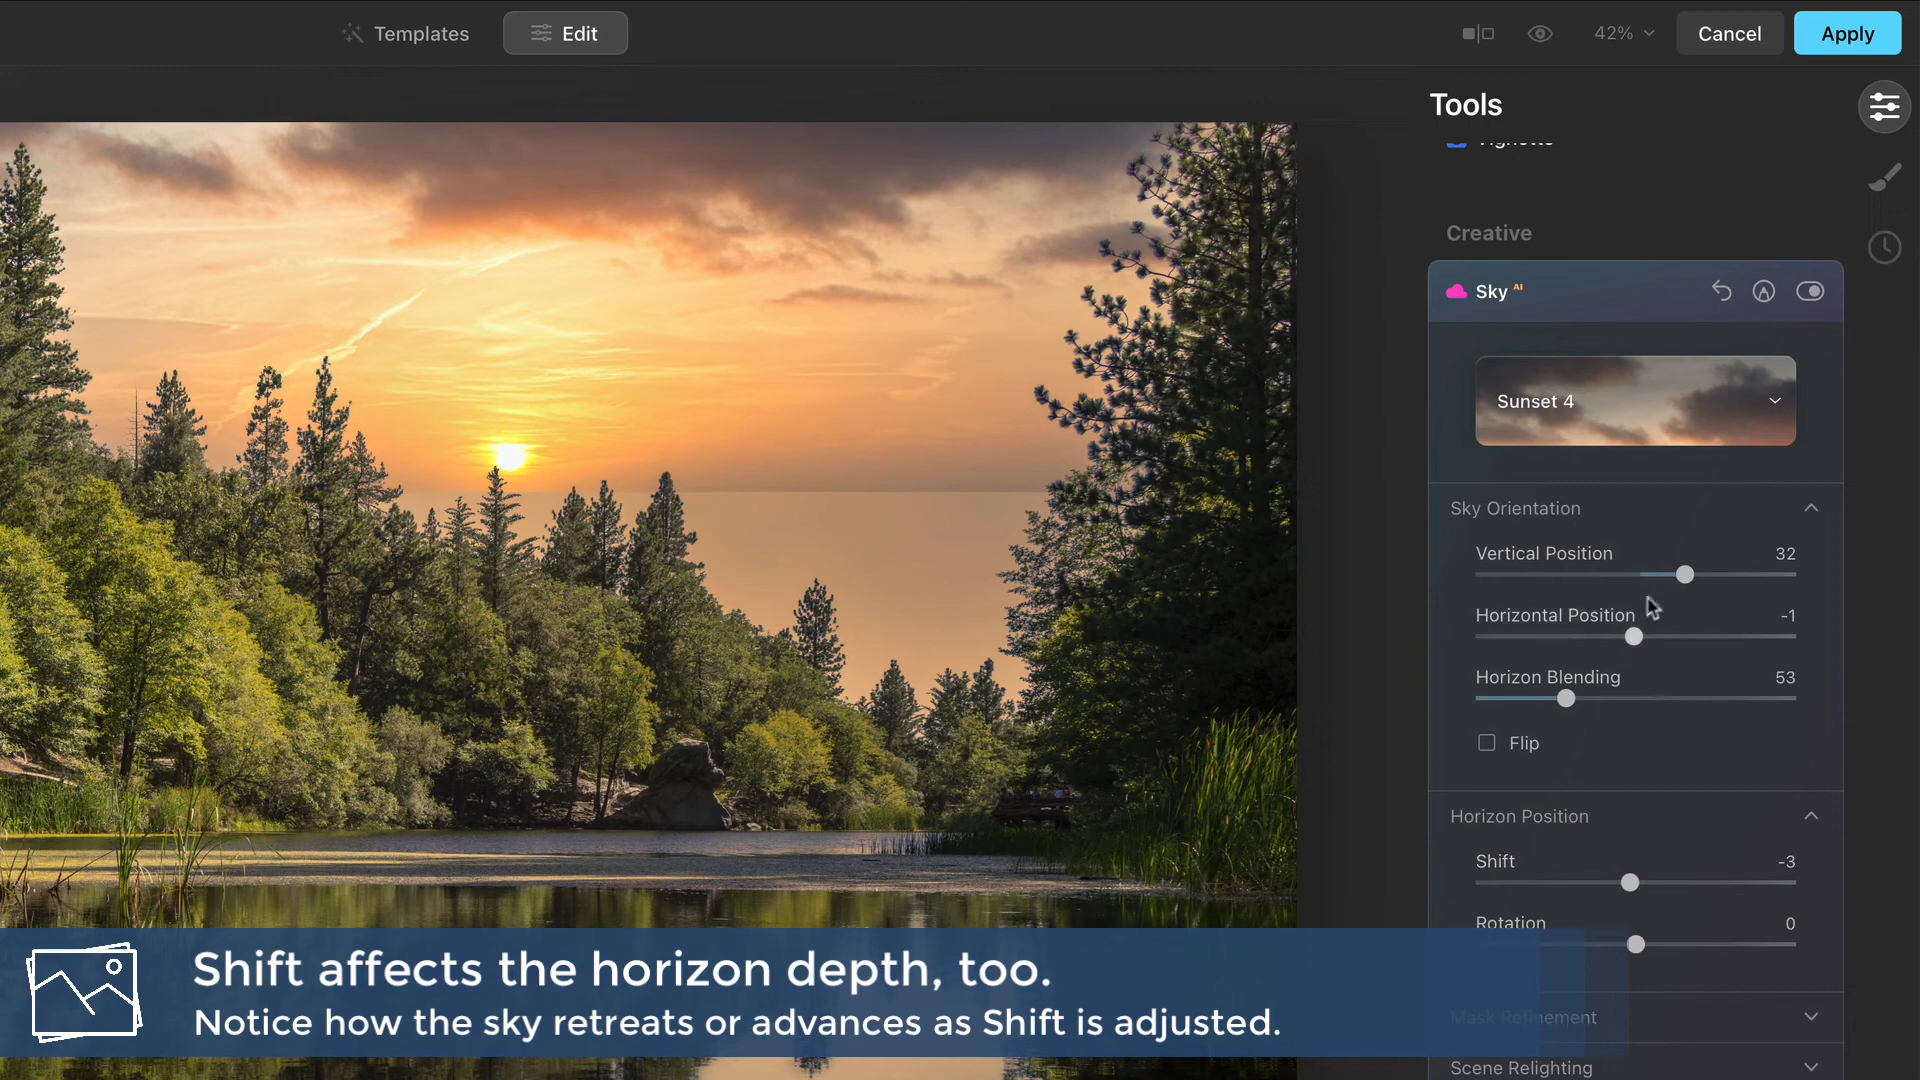 Templates
Edit
42%
Cancel
Apply
Tools
Vignette
Creative
Sky AI
Sunset 4
Sky Orientation
Vertical Position 32
Horizontal Position -1
Horizon Blending 53
Flip
Horizon Position
Shift -3
Rotation 0
Shift affects the horizon depth, too.
Notice how the sky retreats or advances as Shift is adjusted.
Mask Refinement
Scene Relighting